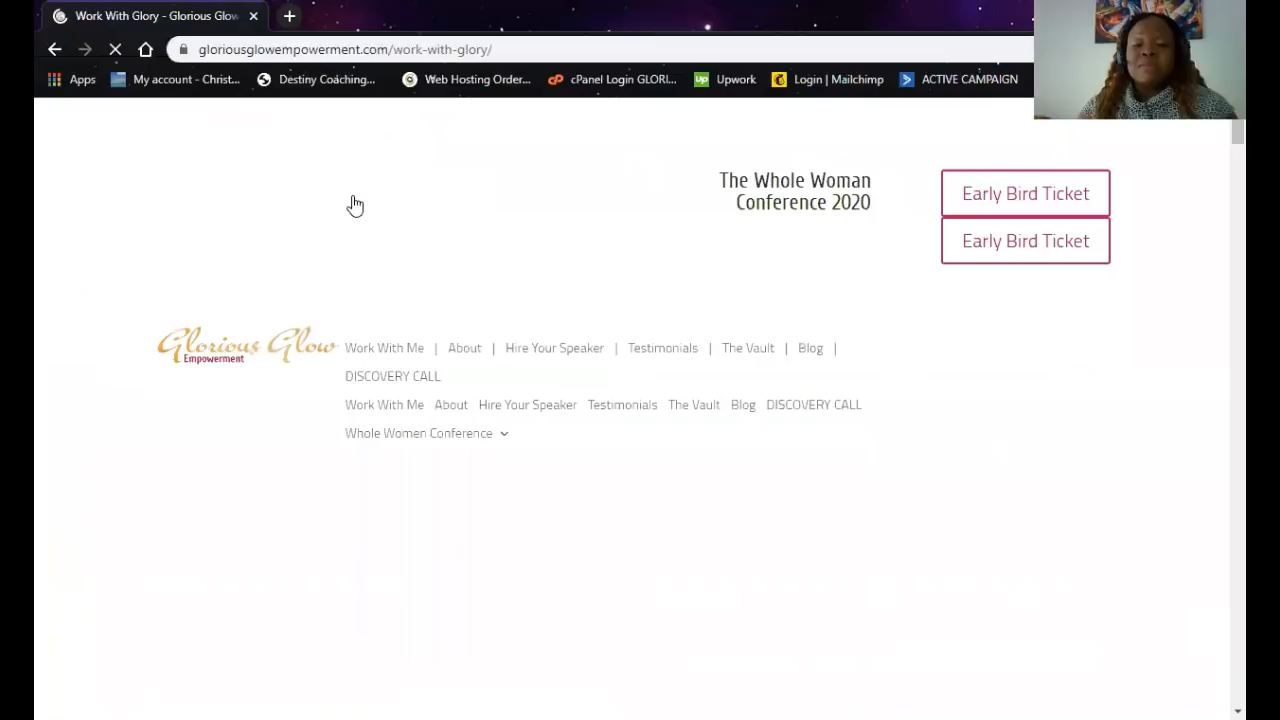 Work With Glory - Glorious Glow
gloriousglowempowerment.com/work-with-glory/
Apps My account - Christ... Destiny Coaching... Web Hosting Order... cPanel Login GLORI... Upwork Login | Mailchimp ACTIVE CAMPAIGN
The Whole Woman
Conference 2020
Early Bird Ticket
Early Bird Ticket
Glorious Glow
Empowerment
Work With Me | About | Hire Your Speaker | Testimonials | The Vault | Blog |
DISCOVERY CALL
Work With Me About Hire Your Speaker Testimonials The Vault Blog DISCOVERY CALL
Whole Women Conference